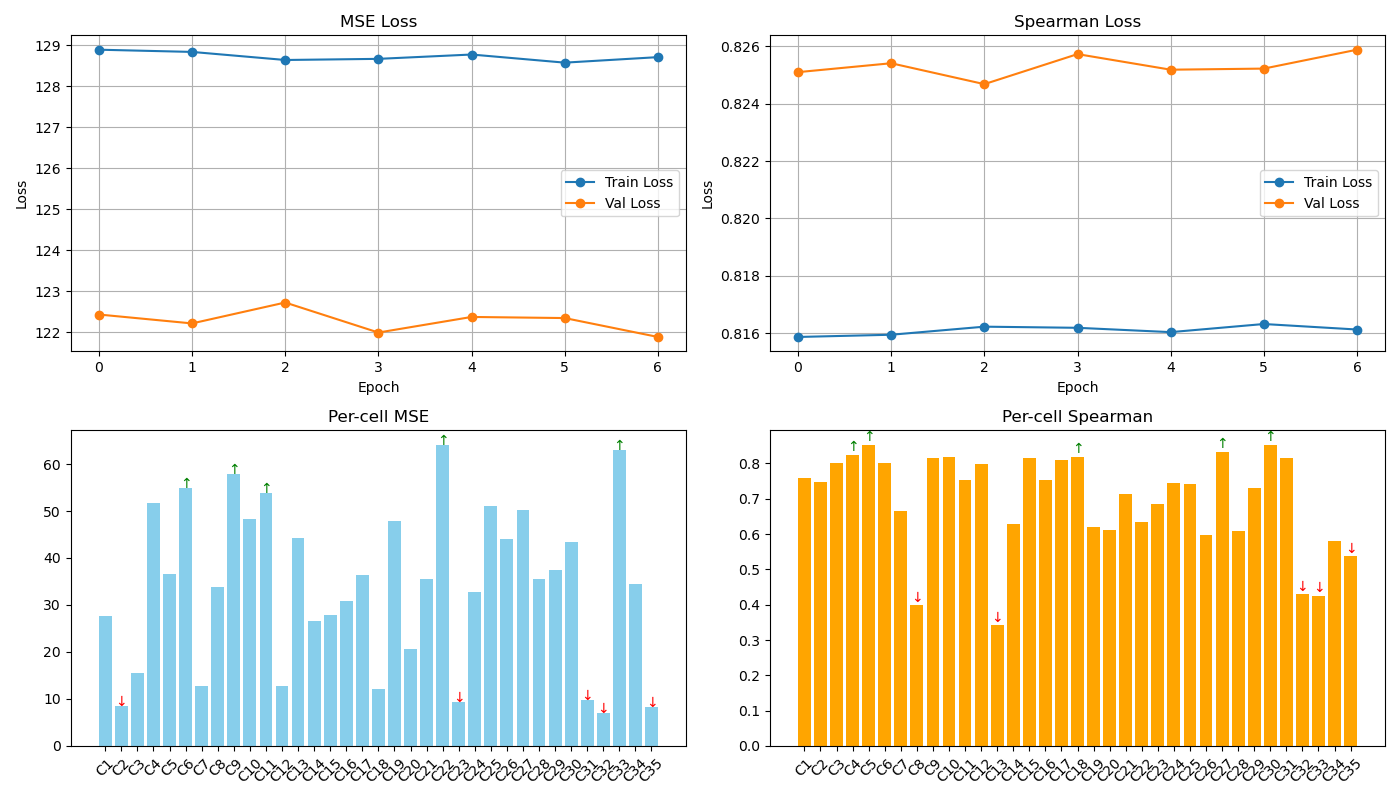 MSE Loss
129
128
127
126
125
124
123
122
Loss
0
1
2
3
4
5
6
Epoch
Train Loss
Val Loss
Spearman Loss
0.826
0.824
0.822
0.820
0.818
0.816
Loss
0
1
2
3
4
5
6
Epoch
Train Loss
Val Loss
Per-cell MSE
60
50
40
30
20
10
0
↑
↑
↑
↑
↑
↓
↓
↓
↓
↓
C1
C2
C3
C4
C5
C6
C7
C8
C9
C10
C11
C12
C13
C14
C15
C16
C17
C18
C19
C20
C21
C22
C23
C24
C25
C26
C27
C28
C29
C30
C31
C32
C33
C34
C35
Per-cell Spearman
0.8
0.7
0.6
0.5
0.4
0.3
0.2
0.1
0.0
↑
↑
↑
↑
↑
↓
↓
↓
↓
↓
C1
C2
C3
C4
C5
C6
C7
C8
C9
C10
C11
C12
C13
C14
C15
C16
C17
C18
C19
C20
C21
C22
C23
C24
C25
C26
C27
C28
C29
C30
C31
C32
C33
C34
C35